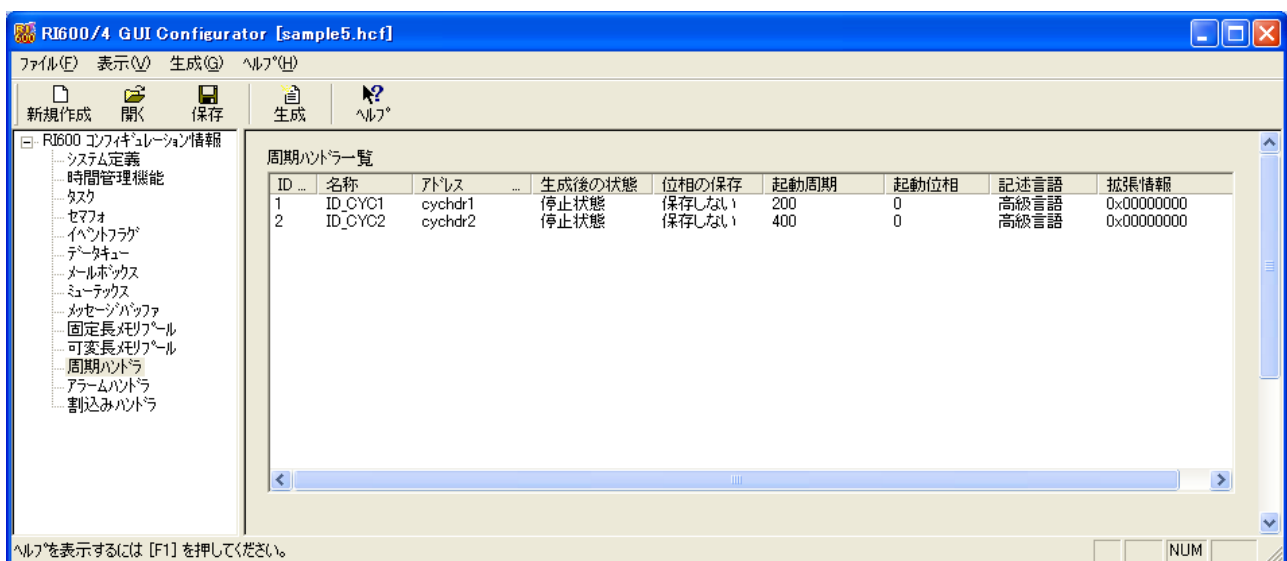 RI600/4 GUI Configurator [sample5.hcf]
ﾌｧｲﾙ(F) 表示(V) 生成(G) ﾍﾙﾌﾟ(H)
新規作成 開く 保存 生成 ﾍﾙﾌﾟ
RI600 ｺﾝﾌｨｷﾞｭﾚｰｼｮﾝ情報
ｼｽﾃﾑ定義
時間管理機能
ﾀｽｸ
ｾﾏﾌｫ
ｲﾍﾞﾝﾄﾌﾗｸﾞ
ﾃﾞｰﾀｷｭｰ
ﾒｰﾙﾎﾞｯｸｽ
ﾐｭｰﾃｯｸｽ
ﾒｯｾｰｼﾞﾊﾞｯﾌｧ
固定長ﾒﾓﾘﾌﾟｰﾙ
可変長ﾒﾓﾘﾌﾟｰﾙ
周期ﾊﾝﾄﾞﾗ
ｱﾗｰﾑﾊﾝﾄﾞﾗ
割込みﾊﾝﾄﾞﾗ
周期ﾊﾝﾄﾞﾗ一覧
ID ... 名称 ｱﾄﾞﾚｽ ... 生成後の状態 位相の保存 起動周期 起動位相 記述言語 拡張情報
1 ID_CYC1 cychdr1 停止状態 保存しない 200 0 高級言語 0x00000000
2 ID_CYC2 cychdr2 停止状態 保存しない 400 0 高級言語 0x00000000
ﾍﾙﾌﾟを表示するには [F1] を押してください。 NUM